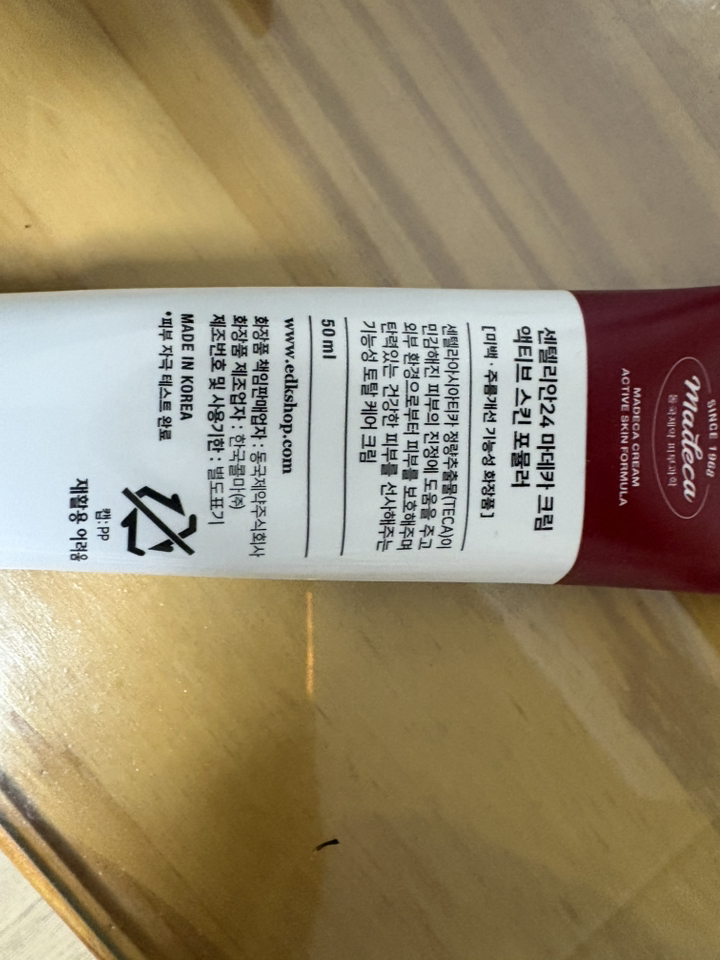 SINCE 1968
Madeca
동국제약 피부과학
MADECA CREAM
ACTIVE SKIN FORMULA
센텔리안24 마데카 크림
액티브 스킨 포뮬러
[미백·주름개선 기능성 화장품]
센텔라아시아티카 정량추출물(TECA)이
민감해진 피부의 진정에 도움을 주고
외부 환경으로부터 피부를 보호해주며
탄력있는 건강한 피부를 선사해주는
기능성 토탈 케어 크림
50 ml
www.edkshop.com
화장품 책임판매업자 : 동국제약주식회사
화장품 제조업자 : 한국콜마㈜
제조번호 및 사용기한 : 별도표기
MADE IN KOREA
*피부 자극 테스트 완료
캡: PP
재활용 어려움